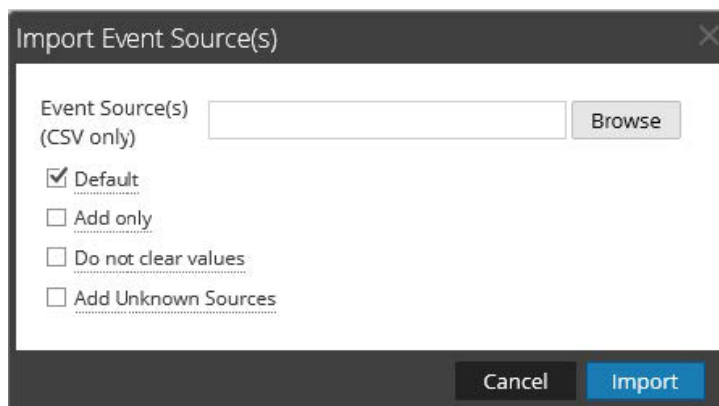 Import Event Source(s)
Event Source(s)
(CSV only)
Browse
Default
Add only
Do not clear values
Add Unknown Sources
Cancel
Import